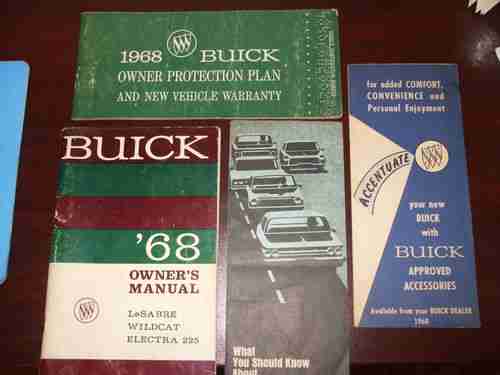 1968 BUICK
OWNER PROTECTION PLAN
AND NEW VEHICLE WARRANTY
BUICK
'68
OWNER'S
MANUAL
LeSABRE
WILDCAT
ELECTRA 225
What
You Should Know
About
for added COMFORT,
CONVENIENCE and
Personal Enjoyment
ACCENTUATE
your new
BUICK
with
BUICK
APPROVED
ACCESSORIES
Available from your BUICK DEALER
1968